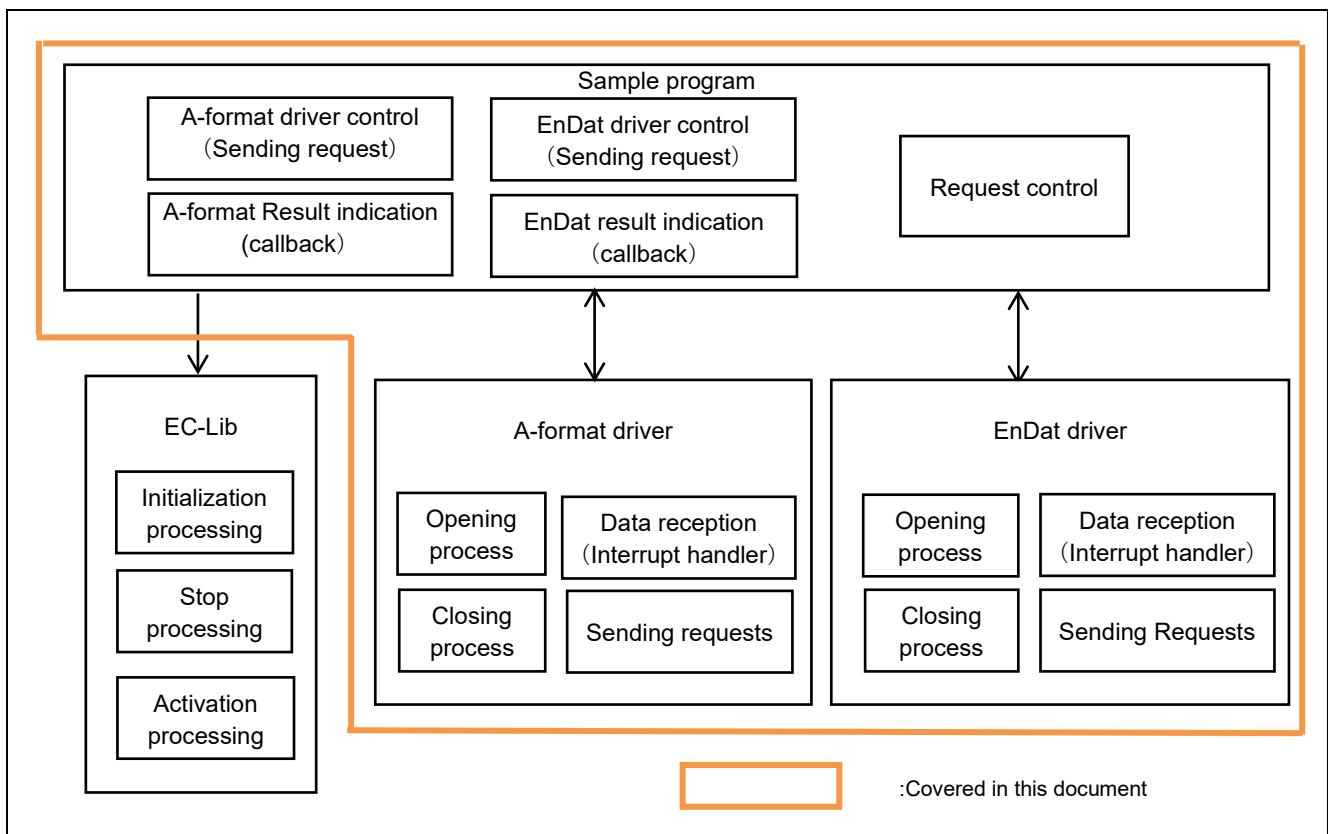 Sample program
A-format driver control
（Sending request）
A-format Result indication
(callback）
EnDat driver control
（Sending request）
EnDat result indication
（callback）
Request control
EC-Lib
Initialization
processing
Stop
processing
Activation
processing
A-format driver
Opening
process
Data reception
（Interrupt handler）
Closing
process
Sending requests
EnDat driver
Opening
process
Data reception
（Interrupt handler）
Closing
process
Sending Requests
:Covered in this document